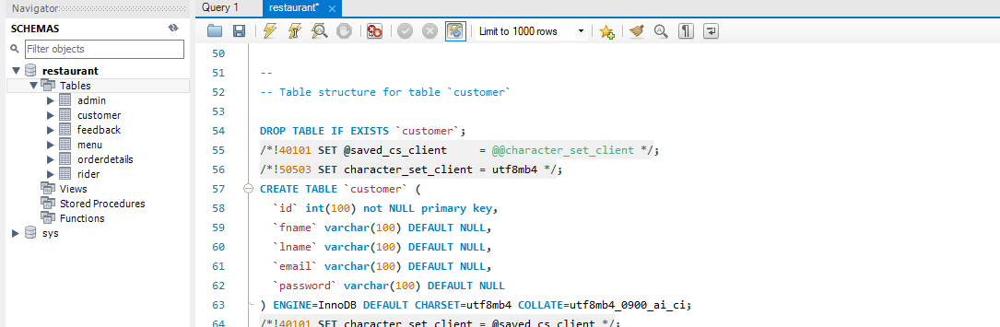 Navigator
SCHEMAS
Filter objects
restaurant
Tables
admin
customer
feedback
menu
orderdetails
rider
Views
Stored Procedures
Functions
sys
Query 1
restaurant*
Limit to 1000 rows
50
51 --
52 -- Table structure for table `customer`
53
54 DROP TABLE IF EXISTS `customer`;
55 /*!40101 SET @saved_cs_client     = @@character_set_client */;
56 /*!50503 SET character_set_client = utf8mb4 */;
57 CREATE TABLE `customer` (
58   `id` int(100) not NULL primary key,
59   `fname` varchar(100) DEFAULT NULL,
60   `lname` varchar(100) DEFAULT NULL,
61   `email` varchar(100) DEFAULT NULL,
62   `password` varchar(100) DEFAULT NULL
63 ) ENGINE=InnoDB DEFAULT CHARSET=utf8mb4 COLLATE=utf8mb4_0900_ai_ci;
64 /*!40101 SET character_set_client = @saved_cs_client */;